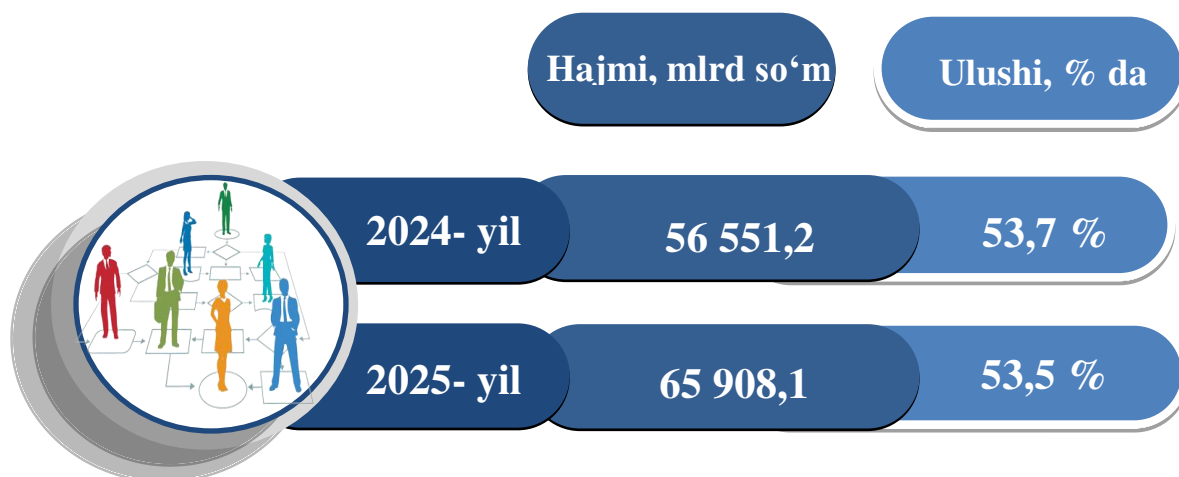 Hajmi, mlrd so‘m
Ulushi, % da
2024- yil
56 551,2
53,7 %
2025- yil
65 908,1
53,5 %